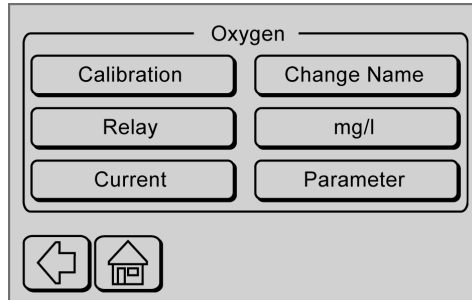 Oxygen
Calibration
Change Name
Relay
mg/l
Current
Parameter